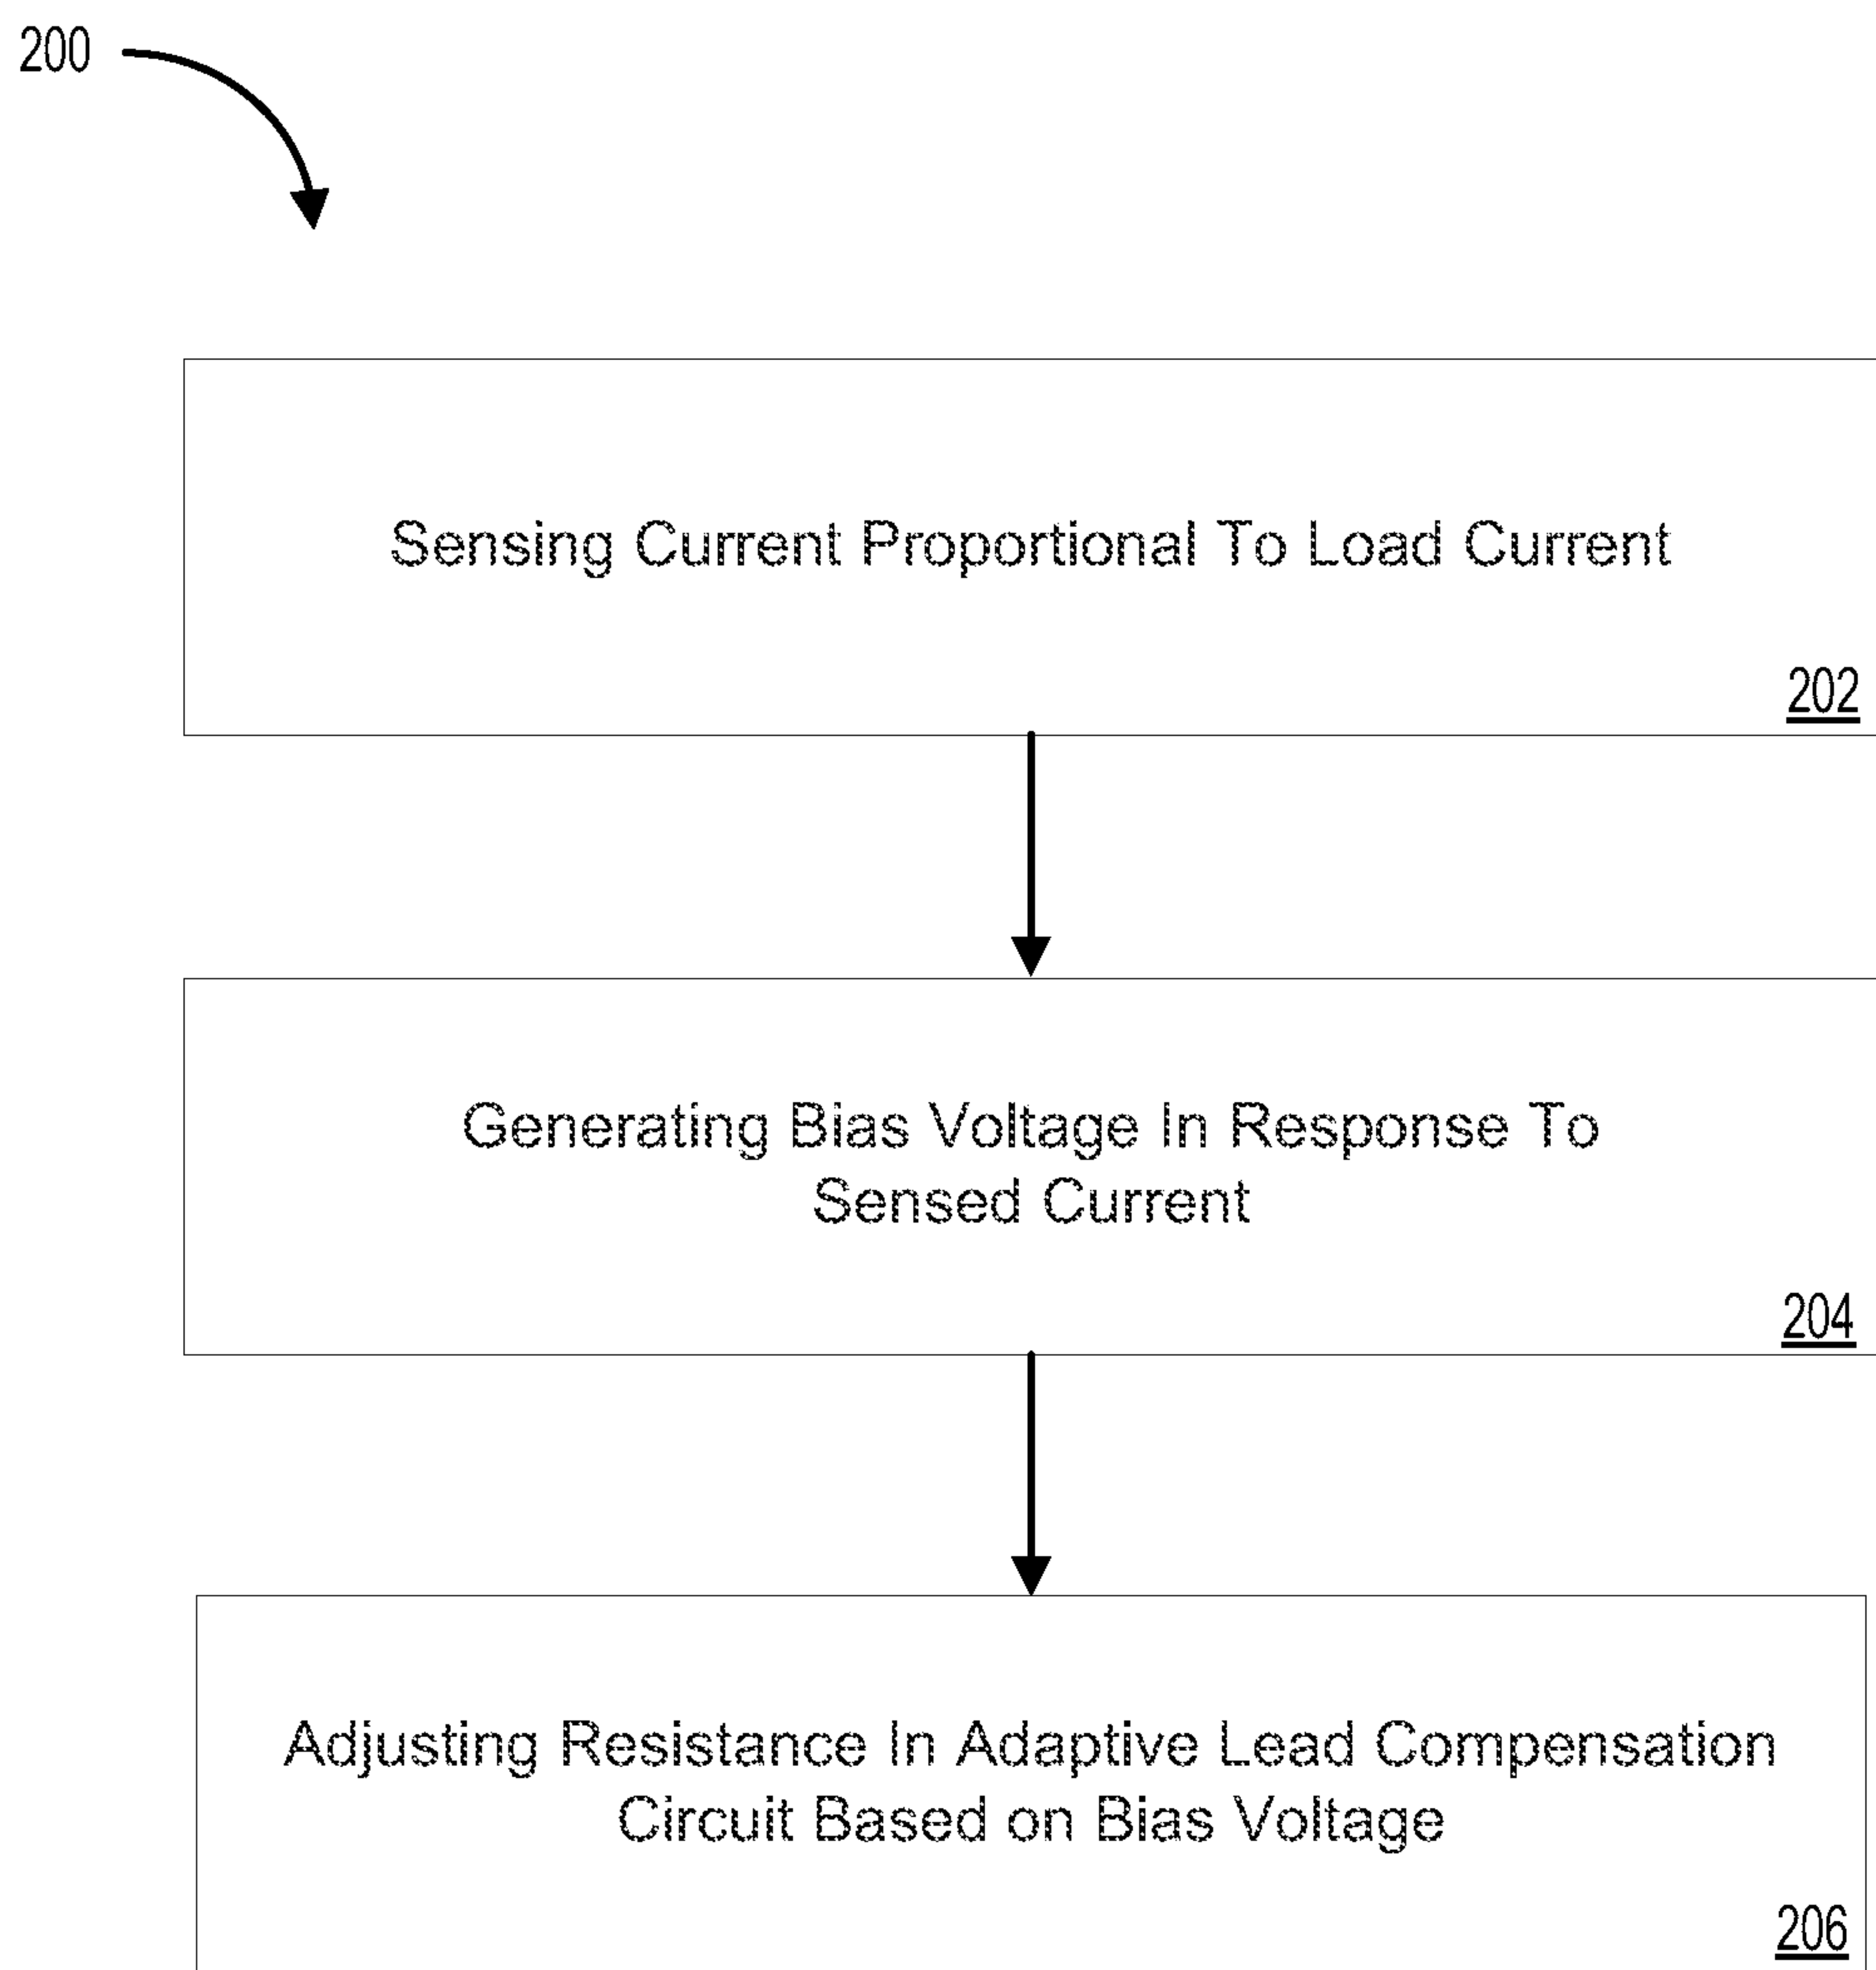 200
Sensing Current Proportional To Load Current
202
Generating Bias Voltage In Response To
Sensed Current
204
Adjusting Resistance In Adaptive Lead Compensation
Circuit Based on Bias Voltage
206